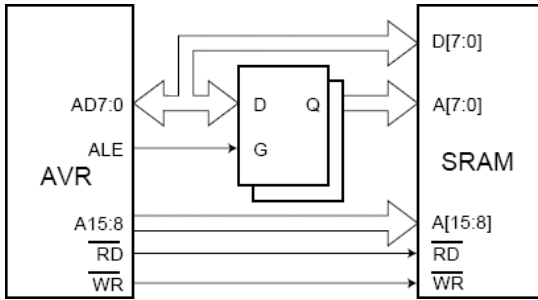 D[7:0]
AD7:0
D
Q
A[7:0]
ALE
G
AVR
SRAM
A15:8
A[15:8]
RD
RD
WR
WR